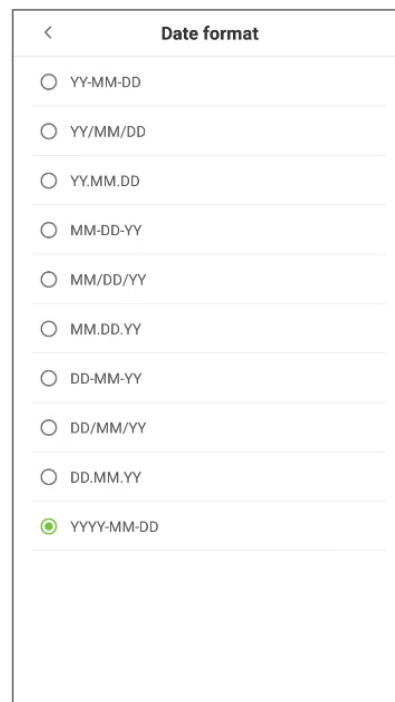 Date format
YY-MM-DD
YY/MM/DD
YY.MM.DD
MM-DD-YY
MM/DD/YY
MM.DD.YY
DD-MM-YY
DD/MM/YY
DD.MM.YY
YYYY-MM-DD